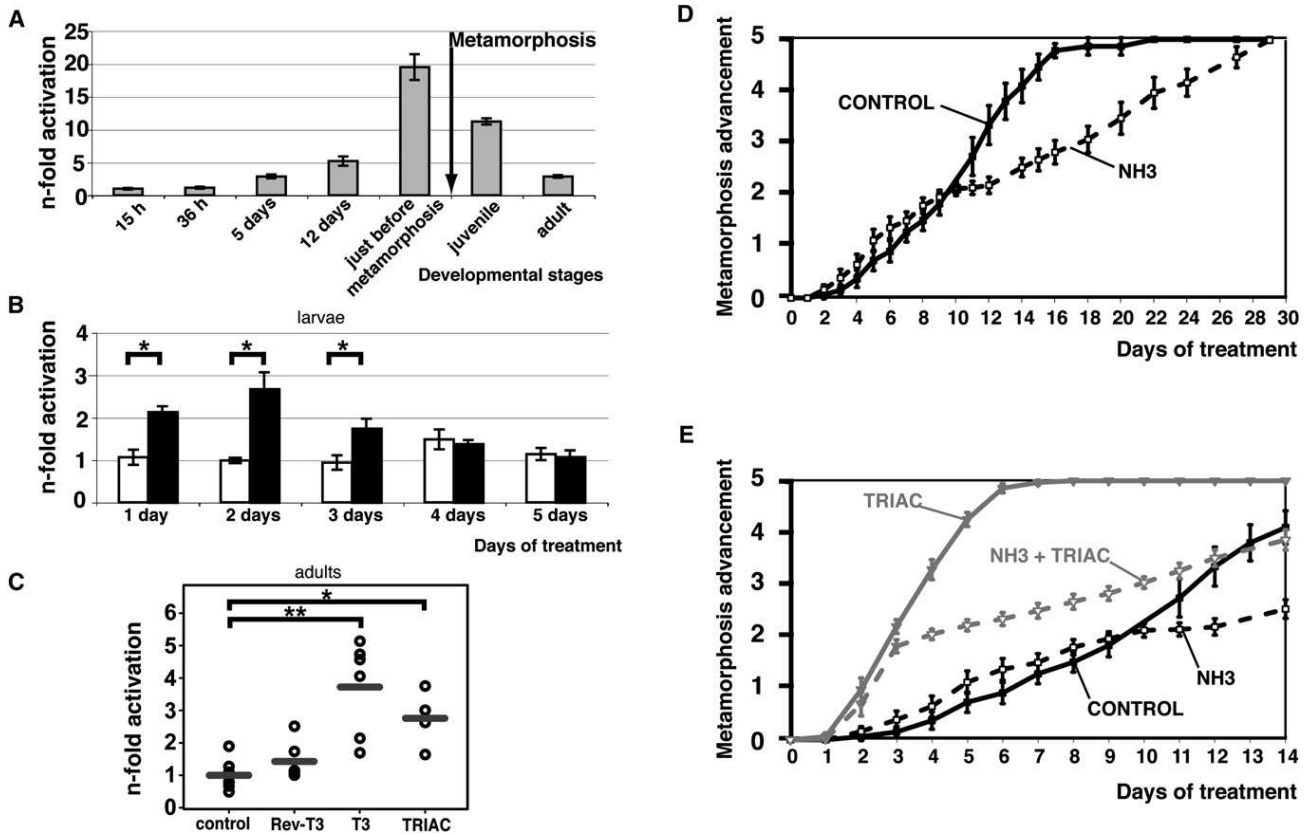 A
n-fold activation
25
20
15
10
5
0
Metamorphosis
15 h
36 h
5 days
12 days
just before
metamorphosis
juvenile
adult
Developmental stages
B
larvae
n-fold activation
4
3
2
1
0
*
*
*
1 day
2 days
3 days
4 days
5 days
Days of treatment
C
adults
n-fold activation
6
5
4
3
2
1
0
*
**
control
Rev-T3
T3
TRIAC
D
Metamorphosis advancement
5
4
3
2
1
0
CONTROL
NH3
0 2 4 6 8 10 12 14 16 18 20 22 24 26 28 30
Days of treatment
E
Metamorphosis advancement
5
4
3
2
1
0
TRIAC
NH3 + TRIAC
NH3
CONTROL
0 1 2 3 4 5 6 7 8 9 10 11 12 13 14
Days of treatment